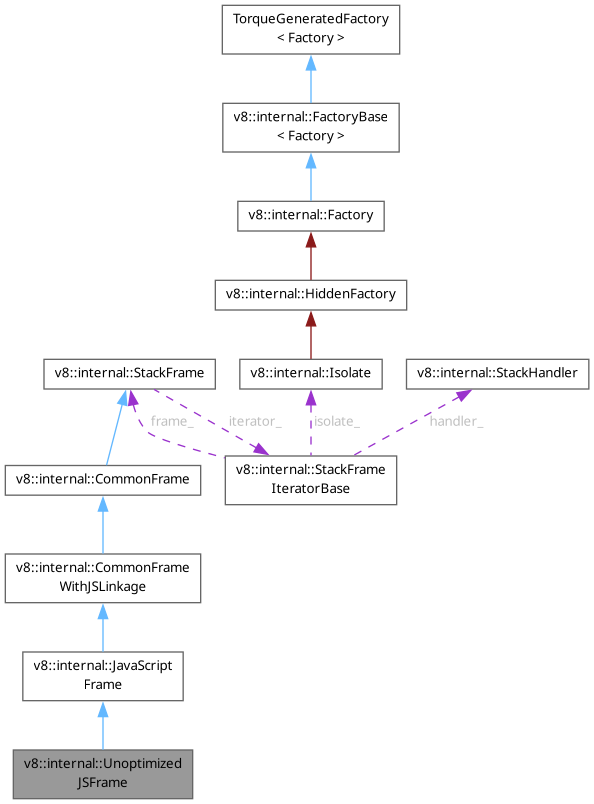 TorqueGeneratedFactory
< Factory >
v8::internal::FactoryBase
< Factory >
v8::internal::Factory
v8::internal::HiddenFactory
v8::internal::StackFrame
v8::internal::Isolate
v8::internal::StackHandler
frame_
iterator_
isolate_
handler_
v8::internal::CommonFrame
v8::internal::StackFrame
IteratorBase
v8::internal::CommonFrame
WithJSLinkage
v8::internal::JavaScript
Frame
v8::internal::Unoptimized
JSFrame